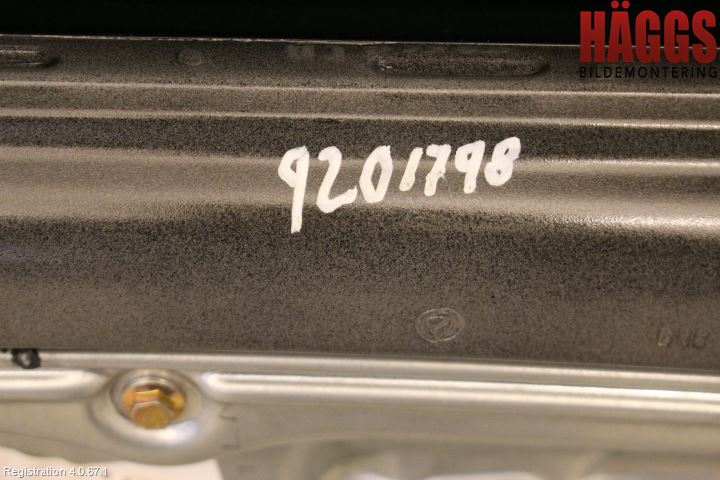 HÄGGS
BILDEMONTERING
9201798
Registration 4.0.67.1